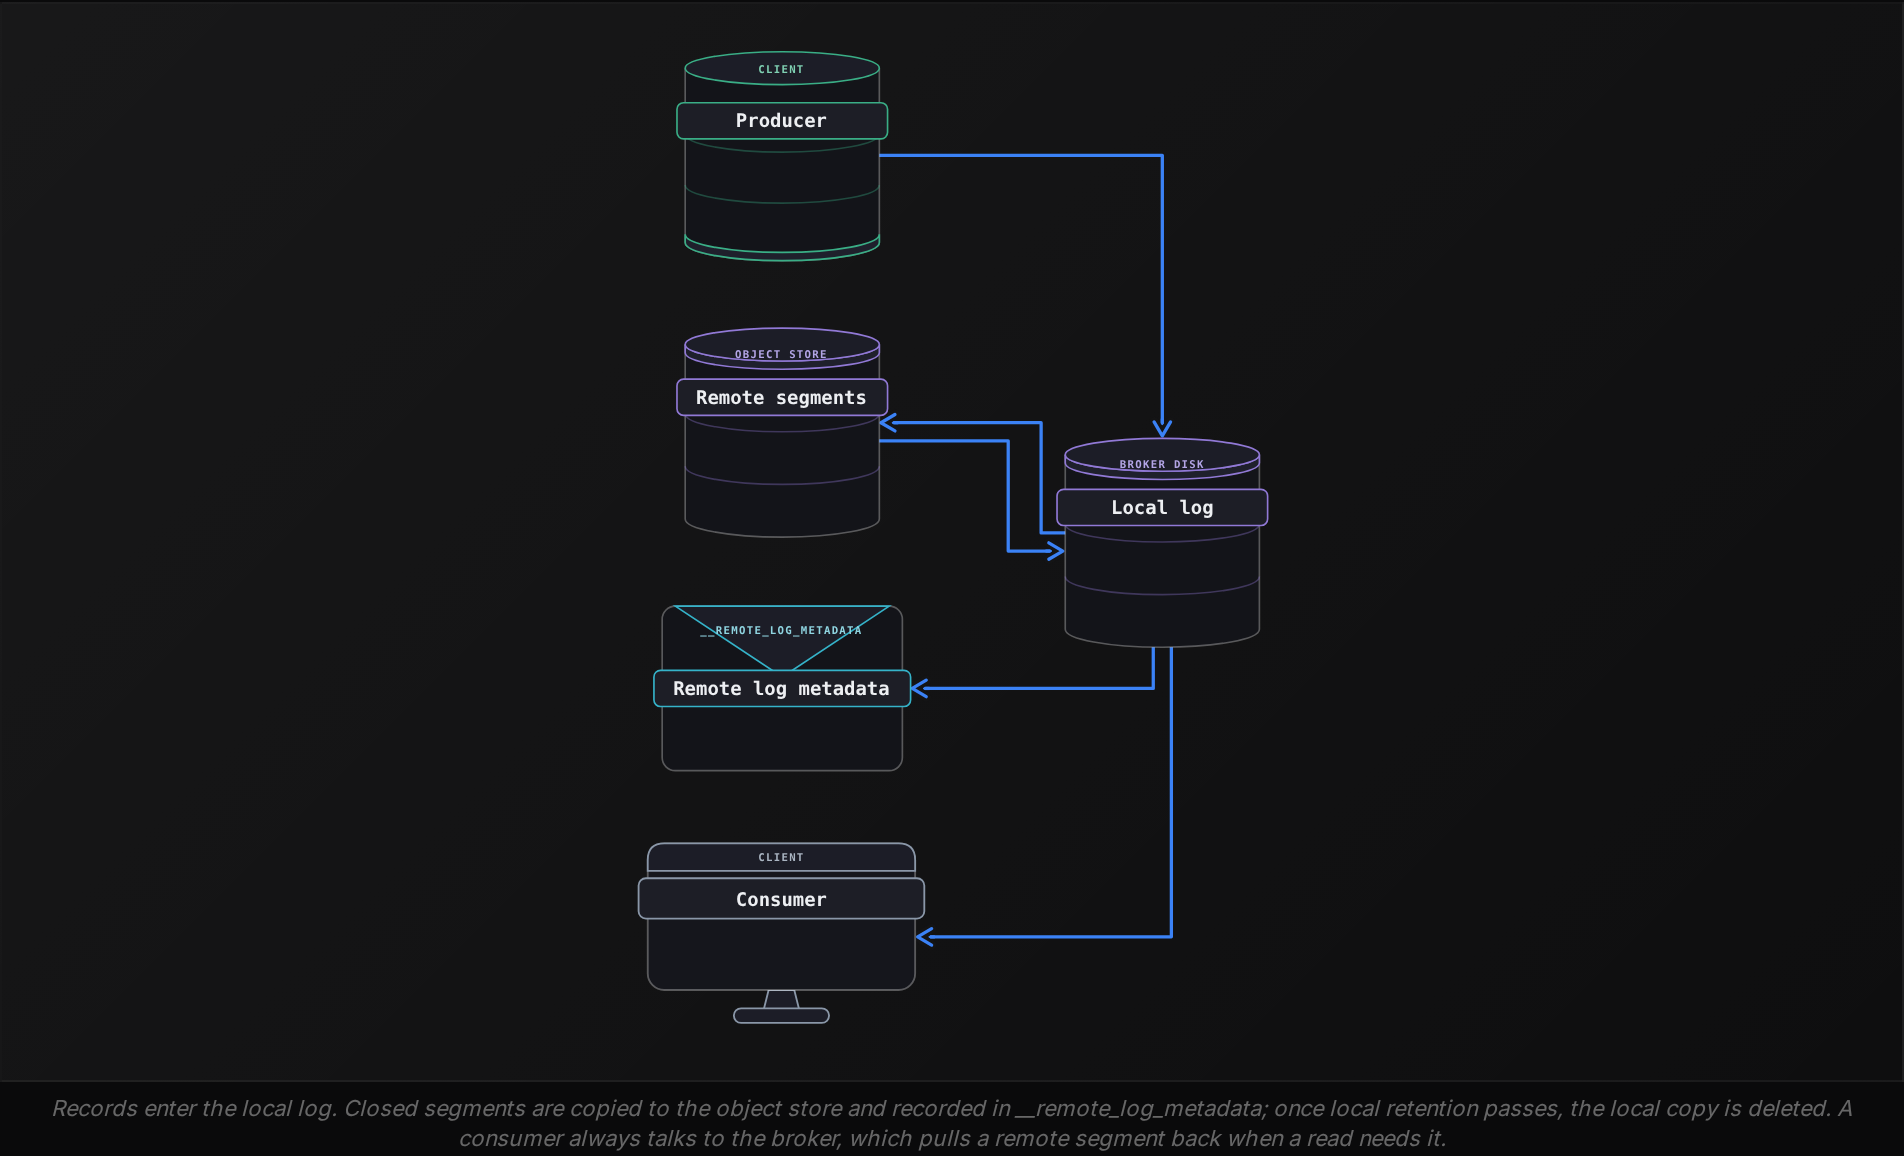 CLIENT
Producer
OBJECT STORE
Remote segments
BROKER DISK
Local log
__REMOTE_LOG_METADATA
Remote log metadata
CLIENT
Consumer
Records enter the local log. Closed segments are copied to the object store and recorded in __remote_log_metadata; once local retention passes, the local copy is deleted. A
consumer always talks to the broker, which pulls a remote segment back when a read needs it.